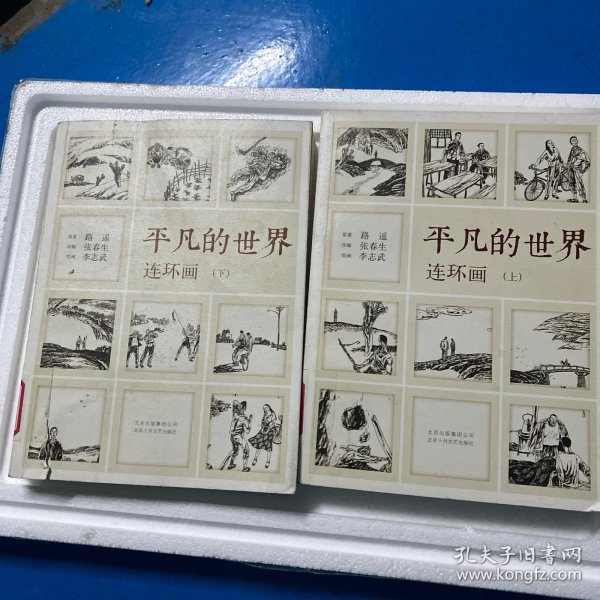 原著 路遥
改编 张春生
绘画 李志武
平凡的世界
连环画（下）
北京出版集团公司
北京十月文艺出版社
原著 路遥
改编 张春生
绘画 李志武
平凡的世界
连环画（上）
北京出版集团公司
北京十月文艺出版社
孔夫子旧书网
www.kongfz.com